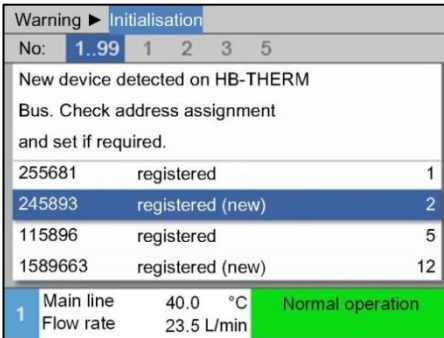 Warning ► Initialisation
No: 1..99 1 2 3 5
New device detected on HB-THERM
Bus. Check address assignment
and set if required.
255681 registered 1
245893 registered (new) 2
115896 registered 5
1589663 registered (new) 12
1 Main line 40.0 °C Normal operation
Flow rate 23.5 L/min